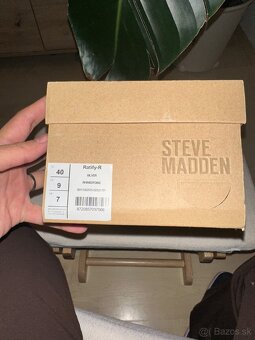 STEVE
MADDEN
40
9
7
Ratify-R
SILVER
RHINESTONE
Bazos.sk